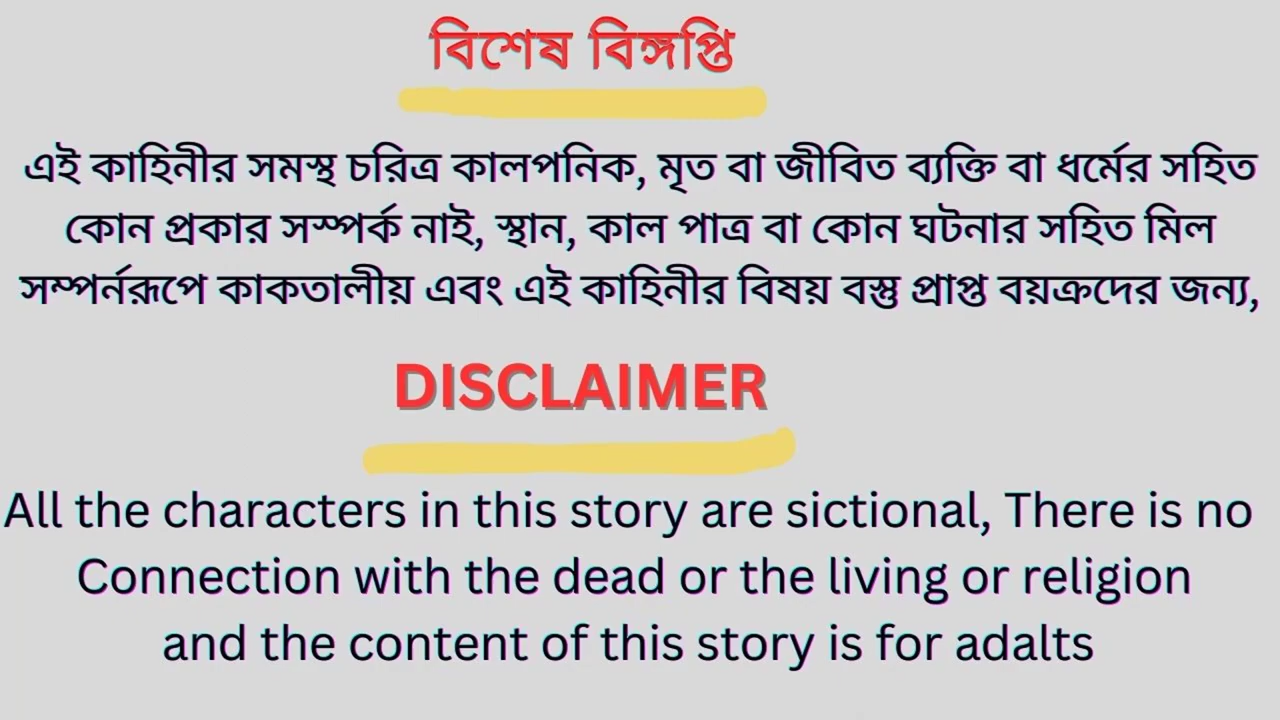 বিশেষ বিঙ্গপ্তি
এই কাহিনীর সমস্থ চরিত্র কালপনিক, মৃত বা জীবিত ব্যক্তি বা ধর্মের সহিত
কোন প্রকার সস্পর্ক নাই, স্থান, কাল পাত্র বা কোন ঘটনার সহিত মিল
সম্পর্নরূপে কাকতালীয় এবং এই কাহিনীর বিষয় বস্তু প্রাপ্ত বয়ক্রদের জন্য,
DISCLAIMER
All the characters in this story are sictional, There is no
Connection with the dead or the living or religion
and the content of this story is for adalts